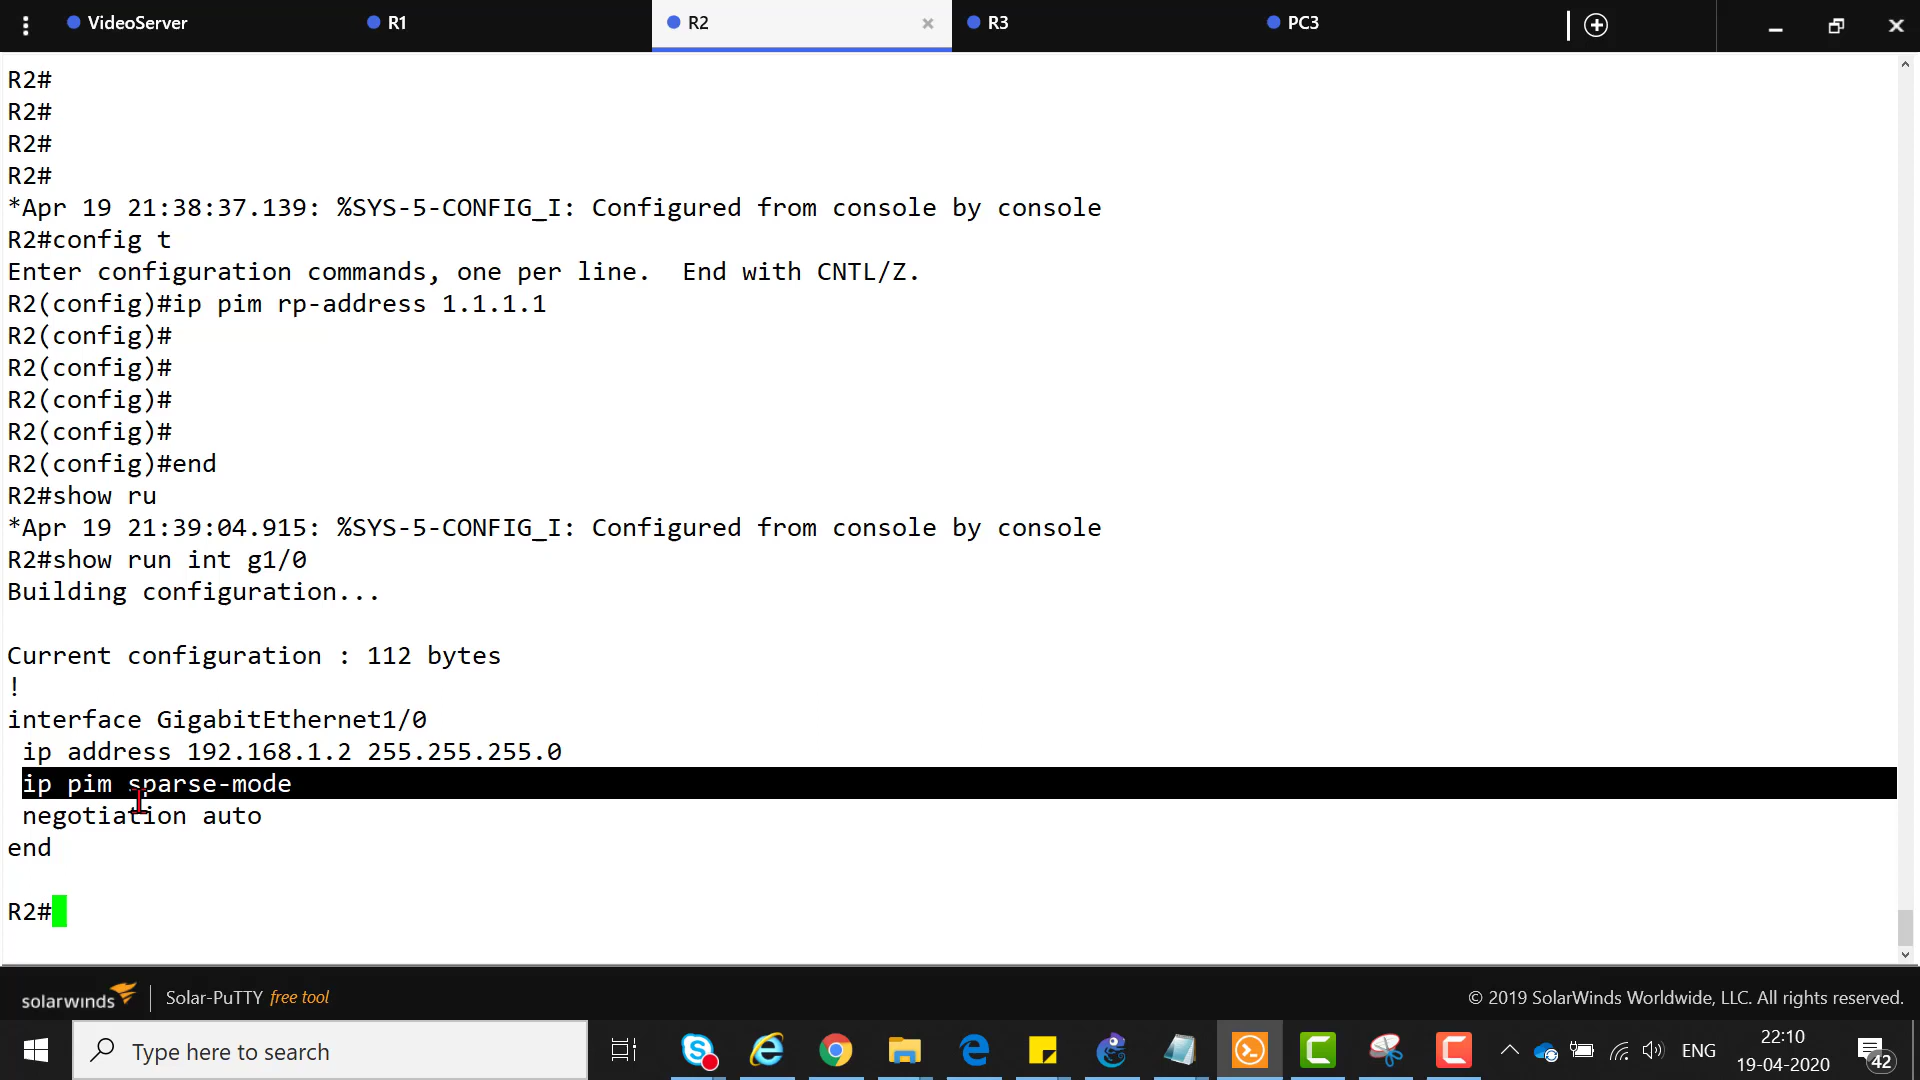 VideoServer R1 R2 R3 PC3
R2#
R2#
R2#
R2#
*Apr 19 21:38:37.139: %SYS-5-CONFIG_I: Configured from console by console
R2#config t
Enter configuration commands, one per line.  End with CNTL/Z.
R2(config)#ip pim rp-address 1.1.1.1
R2(config)#
R2(config)#
R2(config)#
R2(config)#
R2(config)#end
R2#show ru
*Apr 19 21:39:04.915: %SYS-5-CONFIG_I: Configured from console by console
R2#show run int g1/0
Building configuration...
Current configuration : 112 bytes
!
interface GigabitEthernet1/0
ip address 192.168.1.2 255.255.255.0
ip pim sparse-mode
negotiation auto
end
R2#
solarwinds Solar-PuTTY free tool © 2019 SolarWinds Worldwide, LLC. All rights reserved.
Type here to search ENG 22:10
19-04-2020 42